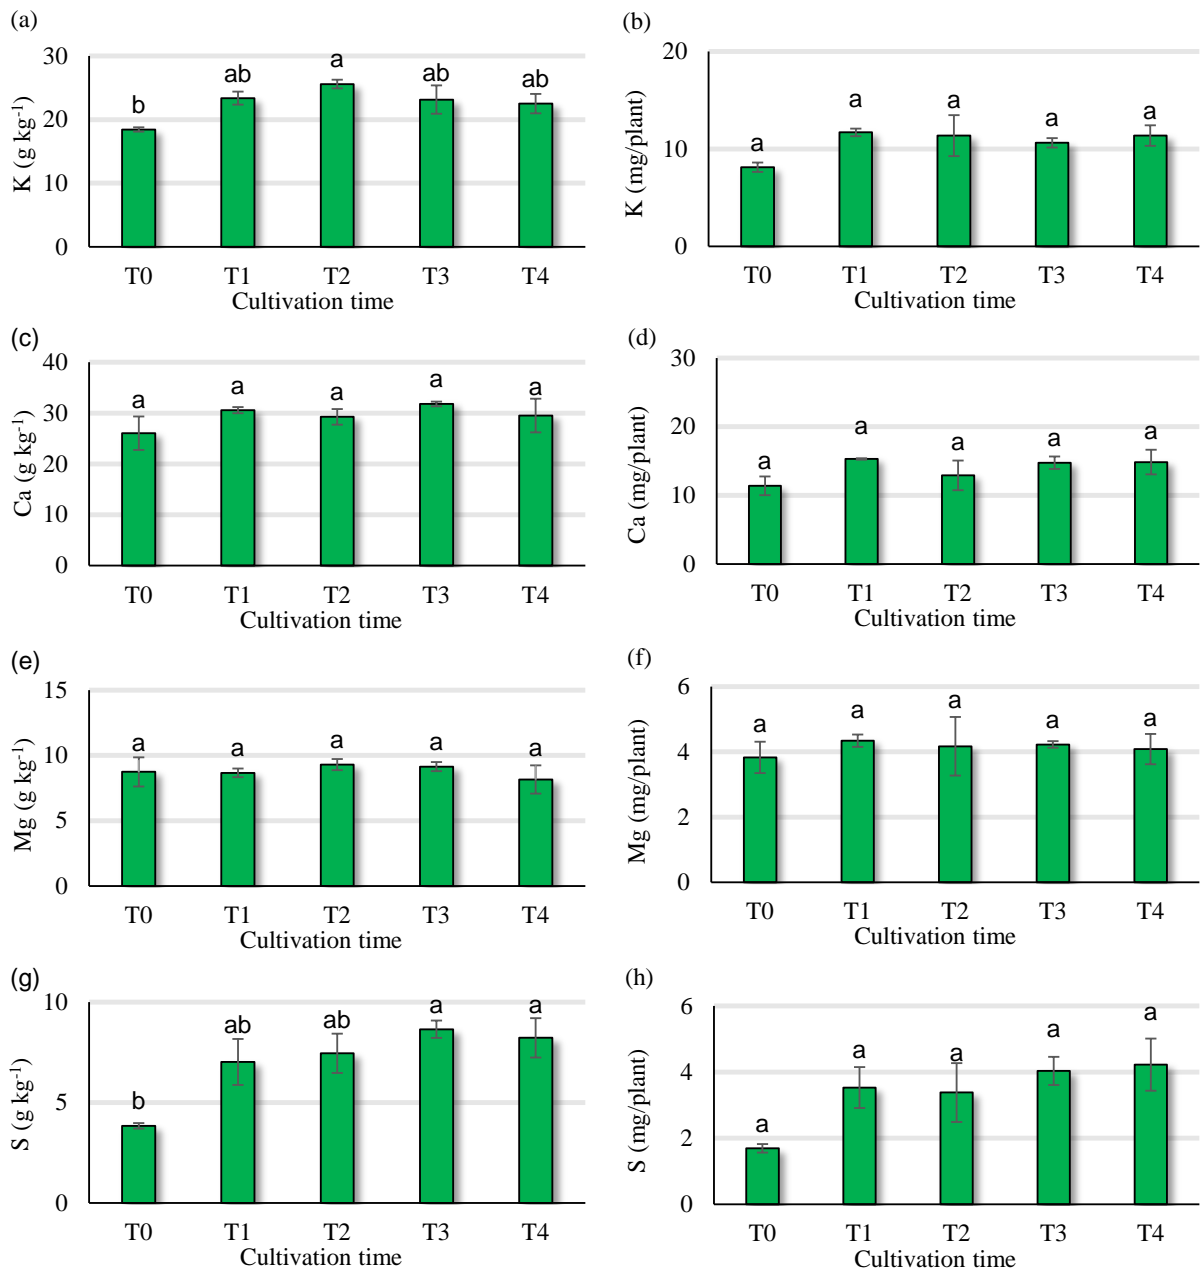 (a)
K (g kg-1)
30
20
10
0
b
ab
a
ab
ab
T0 T1 T2 T3 T4
Cultivation time
(b)
K (mg/plant)
20
10
0
a
a
a
a
a
T0 T1 T2 T3 T4
Cultivation time
(c)
Ca (g kg-1)
40
30
20
10
0
a
a
a
a
a
T0 T1 T2 T3 T4
Cultivation time
(d)
Ca (mg/plant)
30
20
10
0
a
a
a
a
a
T0 T1 T2 T3 T4
Cultivation time
(e)
Mg (g kg-1)
15
10
5
0
a
a
a
a
a
T0 T1 T2 T3 T4
Cultivation time
(f)
Mg (mg/plant)
6
4
2
0
a
a
a
a
a
T0 T1 T2 T3 T4
Cultivation time
(g)
S (g kg-1)
10
5
0
b
ab
ab
a
a
T0 T1 T2 T3 T4
Cultivation time
(h)
S (mg/plant)
6
4
2
0
a
a
a
a
a
T0 T1 T2 T3 T4
Cultivation time